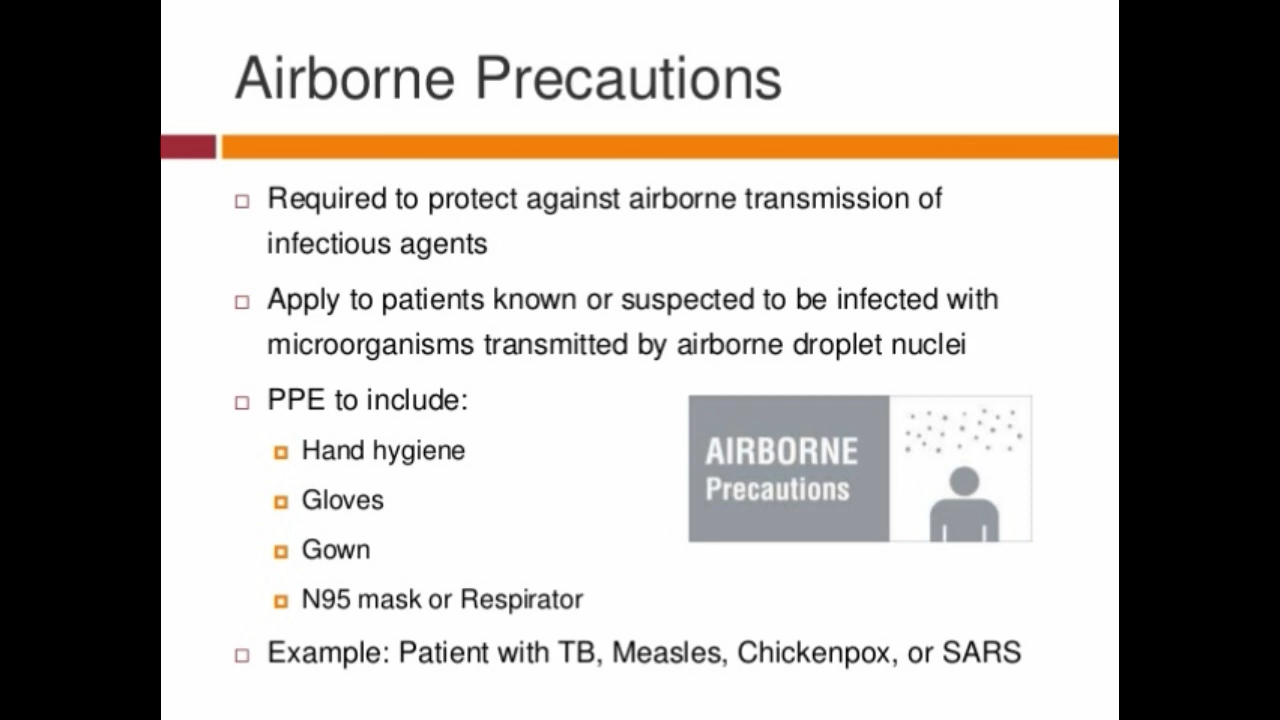 Airborne Precautions
Required to protect against airborne transmission of
infectious agents
Apply to patients known or suspected to be infected with
microorganisms transmitted by airborne droplet nuclei
PPE to include:
Hand hygiene
Gloves
Gown
N95 mask or Respirator
AIRBORNE
Precautions
Example: Patient with TB, Measles, Chickenpox, or SARS